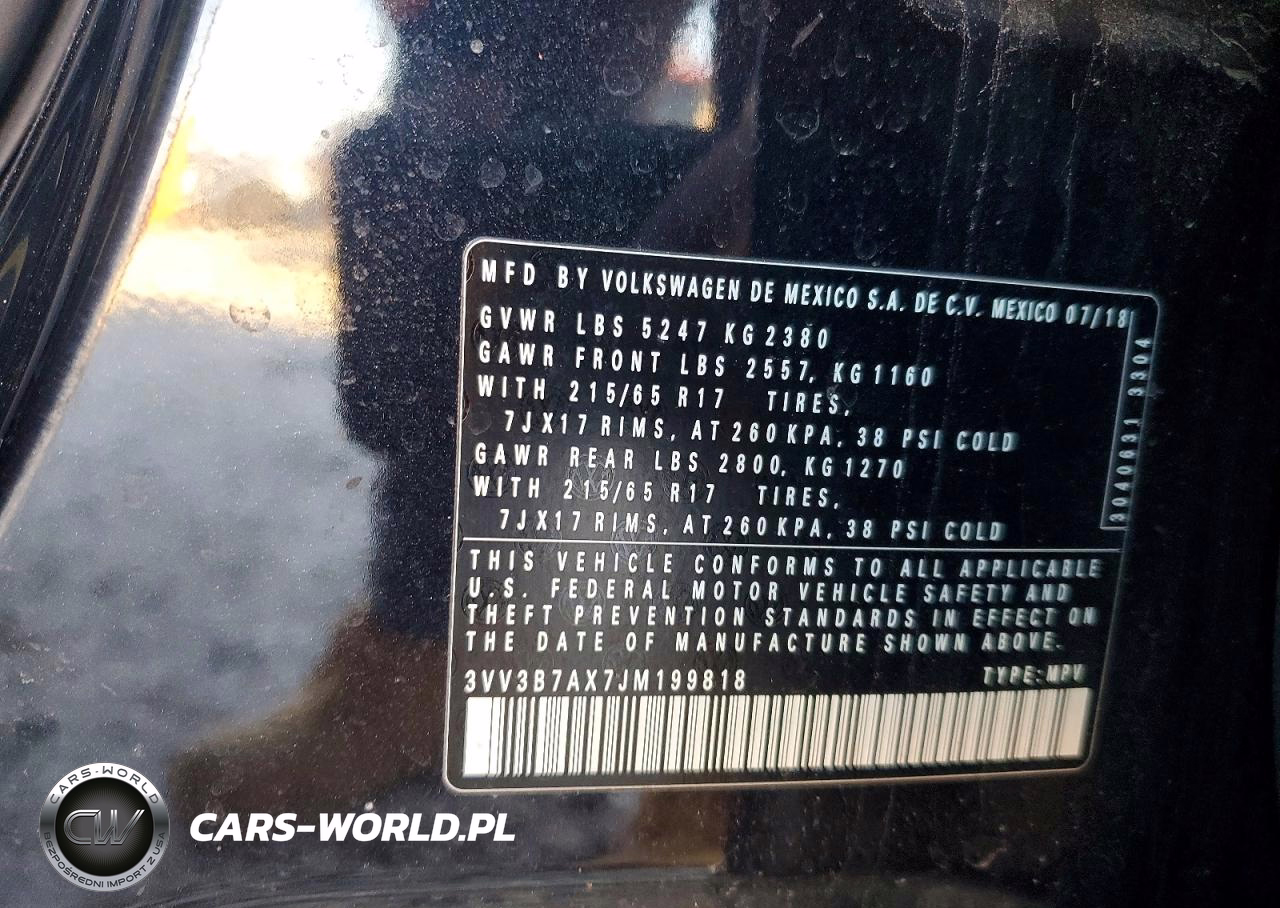 MFD BY VOLKSWAGEN DE MEXICO S.A. DE C.V. MEXICO 07/18
GVWR LBS 5247 KG 2380
GAWR FRONT LBS 2557, KG 1160
WITH 215/65 R17 TIRES,
7JX17 RIMS, AT 260 KPA, 38 PSI COLD
GAWR REAR LBS 2800, KG 1270
WITH 215/65 R17 TIRES,
7JX17 RIMS, AT 260 KPA, 38 PSI COLD
3040631 3304
THIS VEHICLE CONFORMS TO ALL APPLICABLE
U.S. FEDERAL MOTOR VEHICLE SAFETY AND
THEFT PREVENTION STANDARDS IN EFFECT ON
THE DATE OF MANUFACTURE SHOWN ABOVE.
3VV3B7AX7JM199818 TYPE:MPV
CARS-WORLD
CW
BEZPOŚREDNI IMPORT Z USA
CARS-WORLD.PL